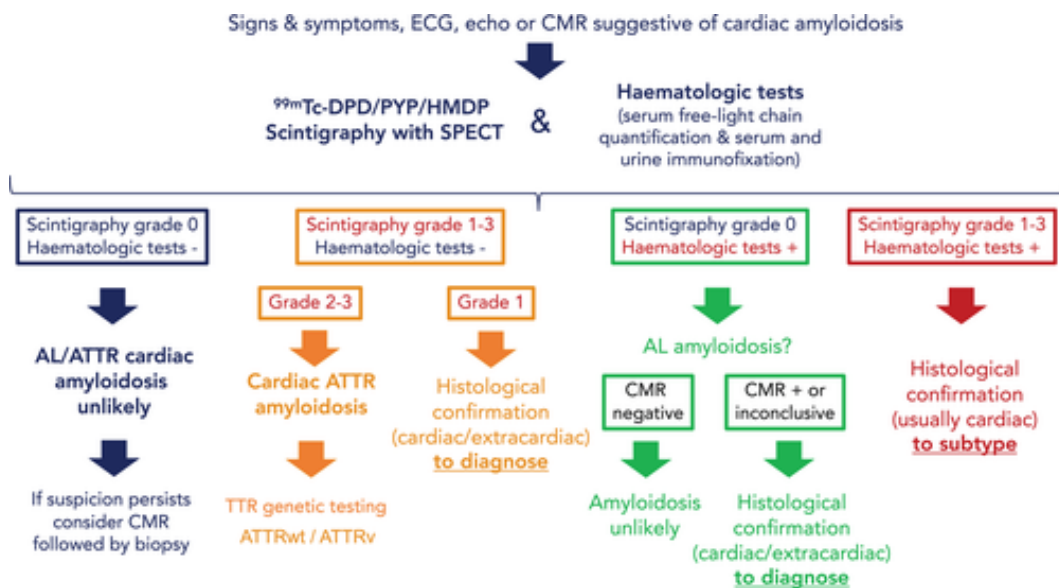 Signs & symptoms, ECG, echo or CMR suggestive of cardiac amyloidosis
⁹⁹ᵐTc-DPD/PYP/HMDP
Scintigraphy with SPECT
&
Haematologic tests
(serum free-light chain
quantification & serum and
urine immunofixation)
Scintigraphy grade 0
Haematologic tests -
Scintigraphy grade 1-3
Haematologic tests -
Scintigraphy grade 0
Haematologic tests +
Scintigraphy grade 1-3
Haematologic tests +
AL/ATTR cardiac
amyloidosis
unlikely
If suspicion persists
consider CMR
followed by biopsy
Grade 2-3
Cardiac ATTR
amyloidosis
TTR genetic testing
ATTRwt / ATTRv
Grade 1
Histological
confirmation
(cardiac/extracardiac)
to diagnose
AL amyloidosis?
CMR
negative
Amyloidosis
unlikely
CMR + or
inconclusive
Histological
confirmation
(cardiac/extracardiac)
to diagnose
Histological
confirmation
(usually cardiac)
to subtype